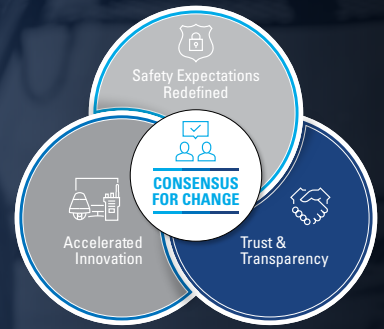 Safety Expectations
Redefined
CONSENSUS
FOR CHANGE
Accelerated
Innovation
Trust &
Transparency